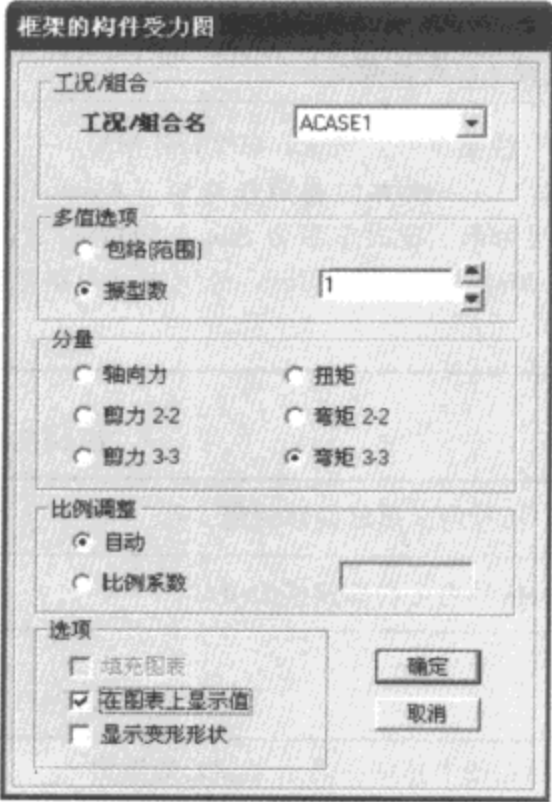 框架的构件受力图
工况/组合
工况/组合名 ACASE1
多值选项
包络(范围)
振型数 1
分量
轴向力 扭矩
剪力 2-2 弯矩 2-2
剪力 3-3 弯矩 3-3
比例调整
自动
比例系数
选项
填充图表
在图表上显示值
显示变形形状
确定
取消